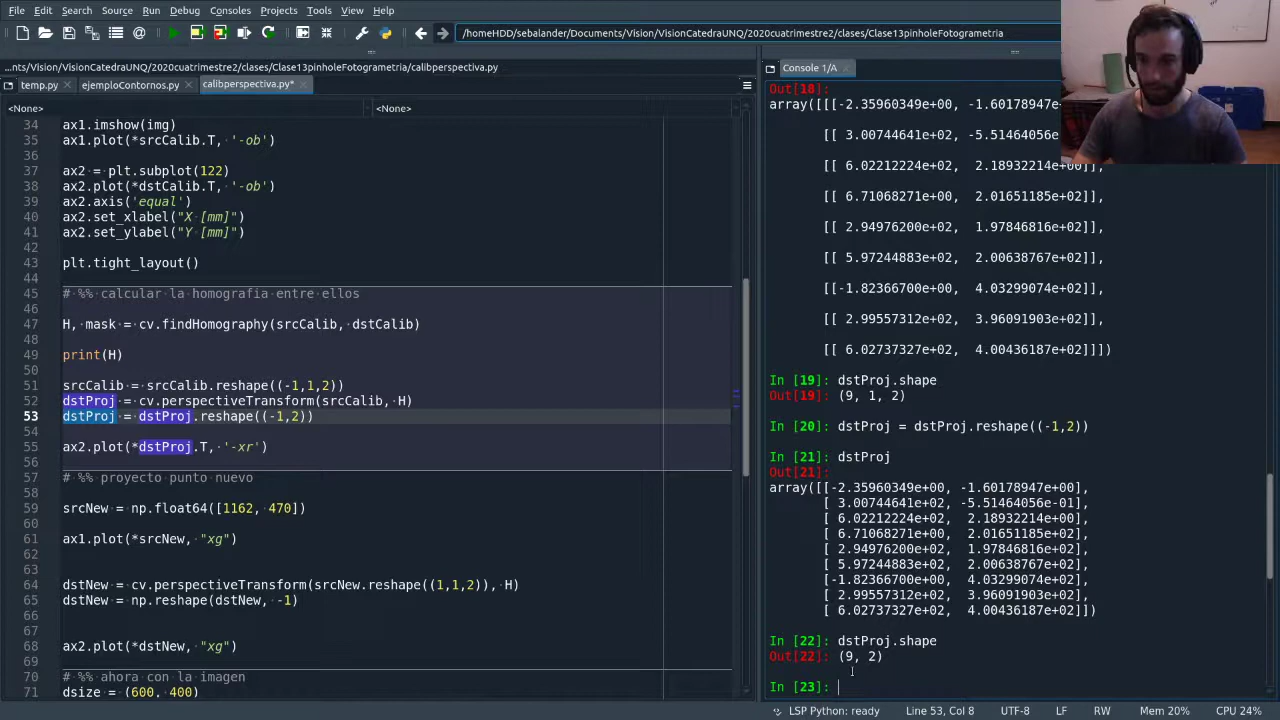 File Edit Search Source Run Debug Consoles Projects Tools View Help
/homeHDD/sebalander/Documents/Vision/VisionCatedraUNQ/2020cuatrimestre2/clases/Clase13pinholeFotogrametria
...nts/Vision/VisionCatedraUNQ/2020cuatrimestre2/clases/Clase13pinholeFotogrametria/calibperspectiva.py
temp.py ejemploContornos.py calibperspectiva.py*
<None> <None>
34 ax1.imshow(img)
35 ax1.plot(*srcCalib.T, '-ob')
36
37 ax2 = plt.subplot(122)
38 ax2.plot(*dstCalib.T, '-ob')
39 ax2.axis('equal')
40 ax2.set_xlabel("X [mm]")
41 ax2.set_ylabel("Y [mm]")
42
43 plt.tight_layout()
44
45 # %% calcular la homografia entre ellos
46
47 H, mask = cv.findHomography(srcCalib, dstCalib)
48
49 print(H)
50
51 srcCalib = srcCalib.reshape((-1,1,2))
52 dstProj = cv.perspectiveTransform(srcCalib, H)
53 dstProj = dstProj.reshape((-1,2))
54
55 ax2.plot(*dstProj.T, '-xr')
56
57 # %% proyecto punto nuevo
58
59 srcNew = np.float64([1162, 470])
60
61 ax1.plot(*srcNew, "xg")
62
63
64 dstNew = cv.perspectiveTransform(srcNew.reshape((1,1,2)), H)
65 dstNew = np.reshape(dstNew, -1)
66
67
68 ax2.plot(*dstNew, "xg")
69
70 # %% ahora con la imagen
71 dsize = (600, 400)
Console 1/A
Out[18]:
array([[[-2.35960349e+00, -1.60178947e+
[[ 3.00744641e+02, -5.51464056e
[[ 6.02212224e+02, 2.18932214e+00]],
[[ 6.71068271e+00, 2.01651185e+02]],
[[ 2.94976200e+02, 1.97846816e+02]],
[[ 5.97244883e+02, 2.00638767e+02]],
[[-1.82366700e+00, 4.03299074e+02]],
[[ 2.99557312e+02, 3.96091903e+02]],
[[ 6.02737327e+02, 4.00436187e+02]]])
In [19]: dstProj.shape
Out[19]: (9, 1, 2)
In [20]: dstProj = dstProj.reshape((-1,2))
In [21]: dstProj
Out[21]:
array([[-2.35960349e+00, -1.60178947e+00],
[ 3.00744641e+02, -5.51464056e-01],
[ 6.02212224e+02, 2.18932214e+00],
[ 6.71068271e+00, 2.01651185e+02],
[ 2.94976200e+02, 1.97846816e+02],
[ 5.97244883e+02, 2.00638767e+02],
[-1.82366700e+00, 4.03299074e+02],
[ 2.99557312e+02, 3.96091903e+02],
[ 6.02737327e+02, 4.00436187e+02]])
In [22]: dstProj.shape
Out[22]: (9, 2)
In [23]:
LSP Python: ready Line 53, Col 8 UTF-8 LF RW Mem 20% CPU 24%